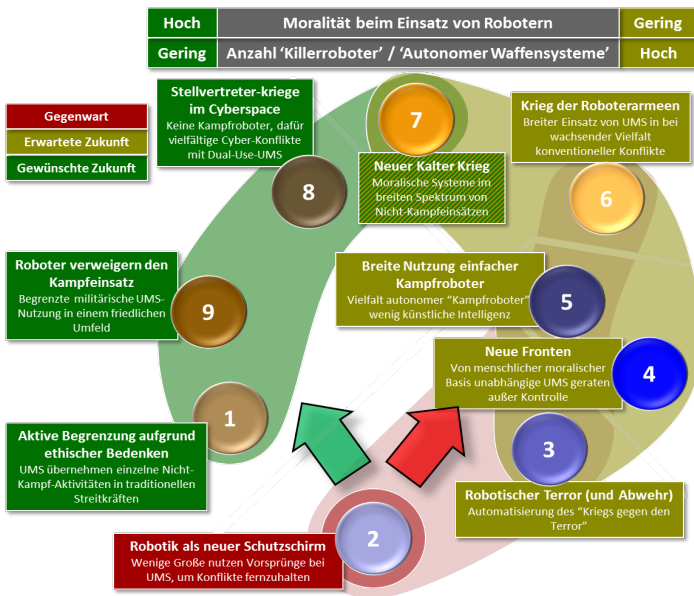 Hoch
Moralität beim Einsatz von Robotern
Gering
Gering
Anzahl ‘Killerroboter’ / ‘Autonomer Waffensysteme’
Hoch
Gegenwart
Erwartete Zukunft
Gewünschte Zukunft
Stellvertreter-kriege
im Cyberspace
Keine Kampfroboter, dafür
vielfältige Cyber-Konflikte
mit Dual-Use-UMS
8
7
Neuer Kalter Krieg
Moralische Systeme im
breiten Spektrum von
Nicht-Kampfeinsätzen
Krieg der Roboterarmeen
Breiter Einsatz von UMS in bei
wachsender Vielfalt
konventioneller Konflikte
6
Roboter verweigern den
Kampfeinsatz
Begrenzte militärische UMS-
Nutzung in einem friedlichen
Umfeld
9
Breite Nutzung einfacher
Kampfroboter
Vielfalt autonomer “Kampfroboter”
wenig künstliche Intelligenz
5
Neue Fronten
Von menschlicher moralischer
Basis unabhängige UMS geraten
außer Kontrolle
4
1
Aktive Begrenzung aufgrund
ethischer Bedenken
UMS übernehmen einzelne Nicht-
Kampf-Aktivitäten in traditionellen
Streitkräften
3
Robotischer Terror (und Abwehr)
Automatisierung des “Kriegs gegen den
Terror”
2
Robotik als neuer Schutzschirm
Wenige Große nutzen Vorsprünge bei
UMS, um Konflikte fernzuhalten